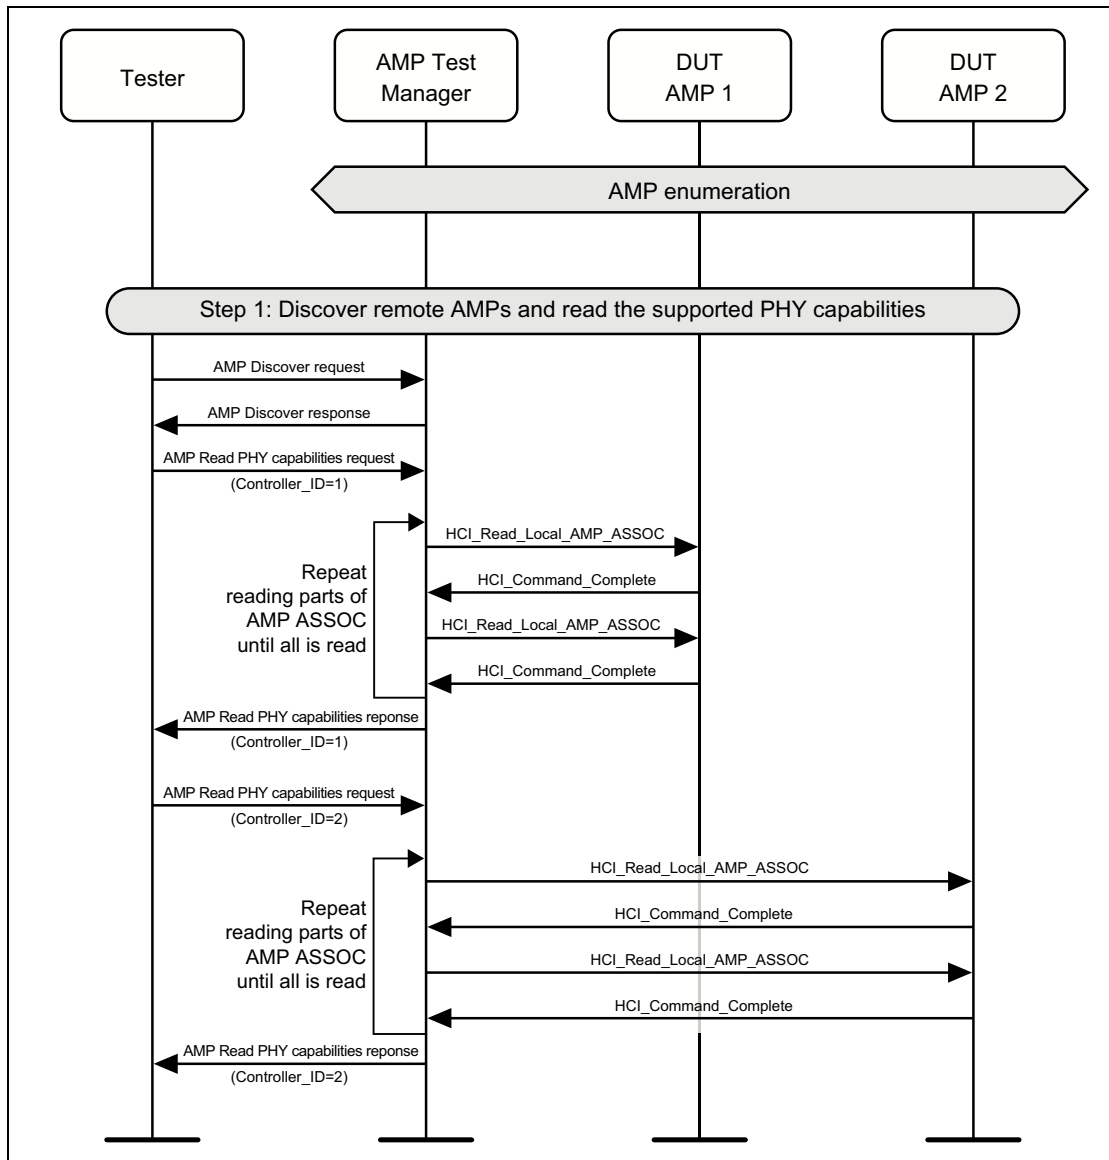 Tester
AMP Test
Manager
DUT
AMP 1
DUT
AMP 2
AMP enumeration
Step 1: Discover remote AMPs and read the supported PHY capabilities
AMP Discover request
AMP Discover response
AMP Read PHY capabilities request
(Controller_ID=1)
HCI_Read_Local_AMP_ASSOC
HCI_Command_Complete
HCI_Read_Local_AMP_ASSOC
HCI_Command_Complete
Repeat
reading parts of
AMP ASSOC
until all is read
AMP Read PHY capabilities reponse
(Controller_ID=1)
AMP Read PHY capabilities request
(Controller_ID=2)
HCI_Read_Local_AMP_ASSOC
HCI_Command_Complete
HCI_Read_Local_AMP_ASSOC
HCI_Command_Complete
Repeat
reading parts of
AMP ASSOC
until all is read
AMP Read PHY capabilities reponse
(Controller_ID=2)